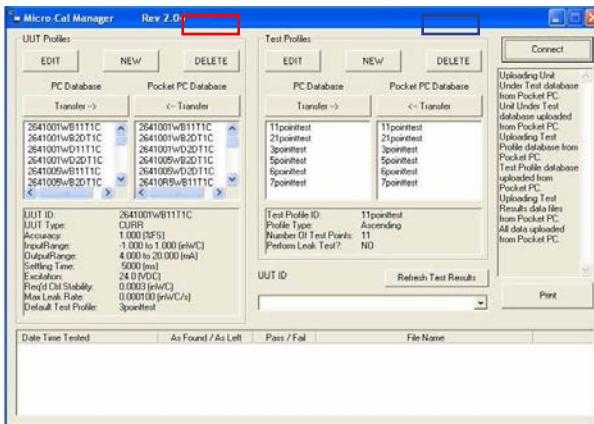 Micro-Cal Manager Rev 2.0
UUT Profiles
EDIT NEW DELETE
PC Database Pocket PC Database
Transfer -> <- Transfer
2641001WB11T1C
2641001WB2DT1C
2641001WD11T1C
2641001WD2DT1C
2641005WB11T1C
2641005WB2DT1C
2641001WB11T1C
2641001WB2DT1C
2641001WD2DT1C
2641005WB2DT1C
2641005WD2DT1C
26410R5WB11T1C
UUT ID: 2641001WB11T1C
UUT Type: CURR
Accuracy: 1.000 (%FS)
InputRange: -1.000 to 1.000 (inWC)
OutputRange: 4.000 to 20.000 (mA)
Settling Time: 5000 (ms)
Excitation: 24.0 (VDC)
Req'd Ctrl Stability: 0.0003 (inWC)
Max Leak Rate: 0.000100 (inWC/s)
Default Test Profile: 3pointtest
Test Profiles
EDIT NEW DELETE
PC Database Pocket PC Database
Transfer -> <- Transfer
11pointtest
21pointtest
3pointtest
5pointtest
6pointtest
7pointtest
11pointtest
21pointtest
3pointtest
5pointtest
6pointtest
7pointtest
Test Profile ID: 11pointtest
Profile Type: Ascending
Number Of Test Points: 11
Perform Leak Test?: NO
UUT ID Refresh Test Results
Connect
Uploading Unit
Under Test database
from Pocket PC.
Unit Under Test
database uploaded
from Pocket PC.
Uploading Test
Profile database from
Pocket PC.
Test Profile database
uploaded from
Pocket PC.
Uploading Test
Results data files
from Pocket PC.
All data uploaded
from Pocket PC.
Print
Date Time Tested As Found / As Left Pass / Fail File Name